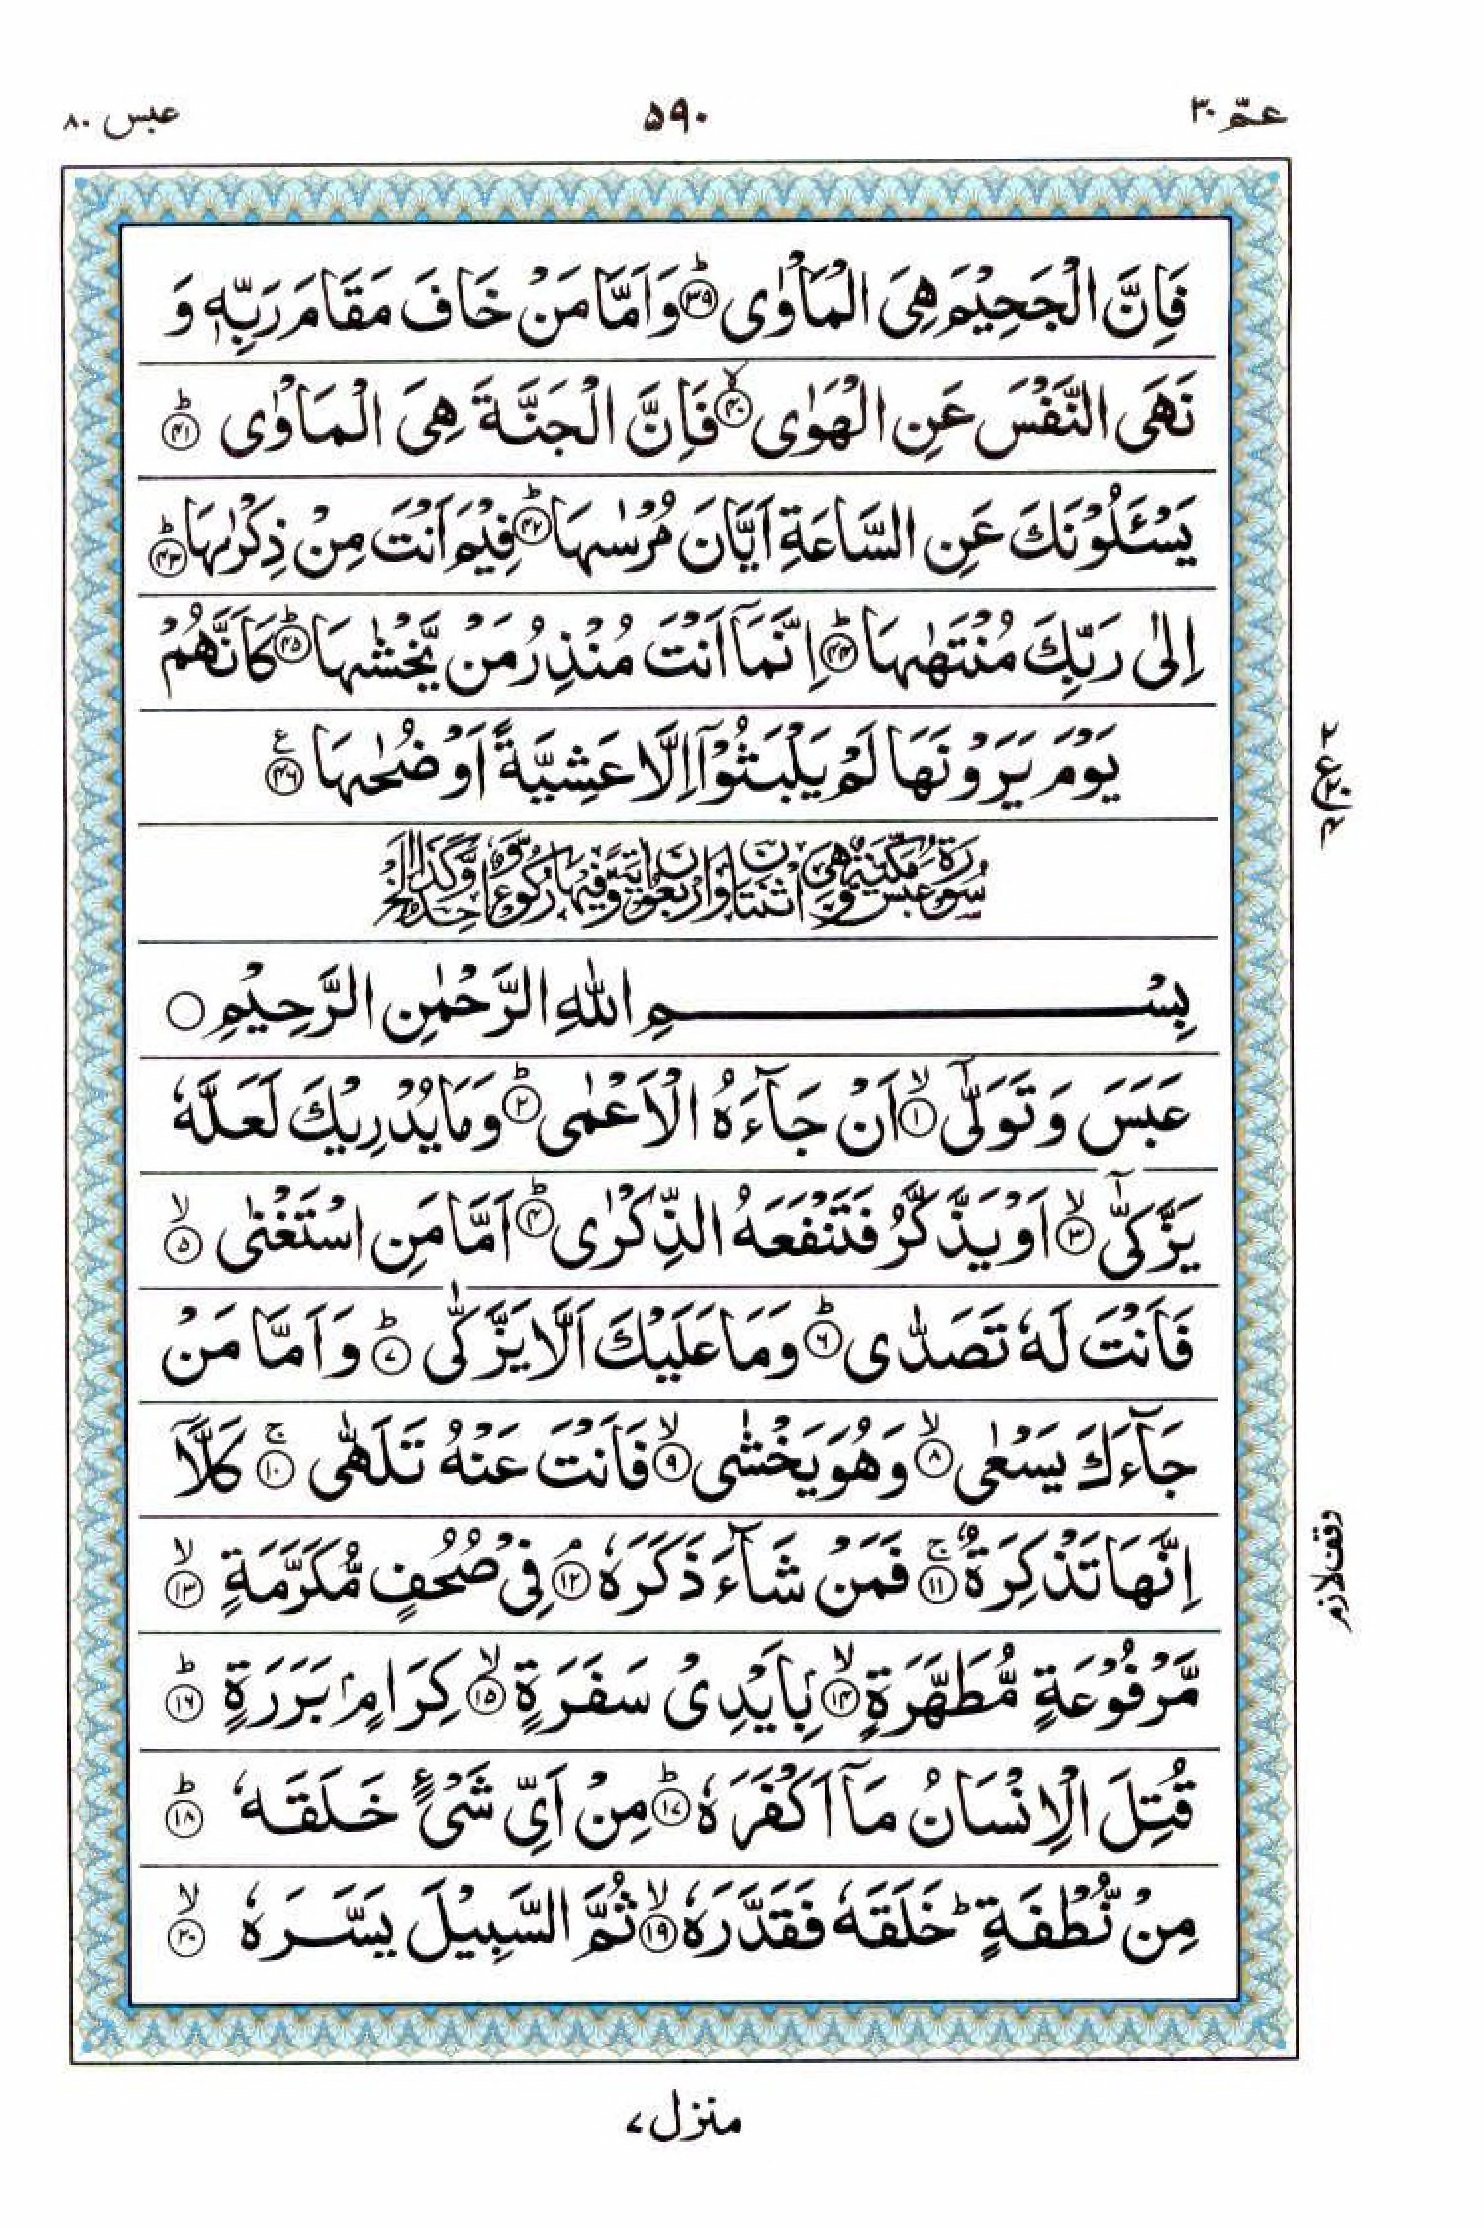 عمّ ۳۰
۵۹۰
عبس ۸۰
فَاِنَّ الْجَحِيْمَ هِيَ الْمَاْوٰى ؕ﴿۳۹﴾ وَاَمَّا مَنْ خَافَ مَقَامَ رَبِّهٖ وَ
نَهَى النَّفْسَ عَنِ الْهَوٰى ۙ﴿۴۰﴾ فَاِنَّ الْجَنَّةَ هِيَ الْمَاْوٰى ؕ﴿۴۱﴾
يَسْـَٔلُوْنَكَ عَنِ السَّاعَةِ اَيَّانَ مُرْسٰىهَا ؕ﴿۴۲﴾ فِيْمَ اَنْتَ مِنْ ذِكْرٰىهَا ؕ﴿۴۳﴾
اِلٰى رَبِّكَ مُنْتَهٰىهَا ؕ﴿۴۴﴾ اِنَّمَاۤ اَنْتَ مُنْذِرُ مَنْ يَّخْشٰىهَا ؕ﴿۴۵﴾ كَاَنَّهُمْ
يَوْمَ يَرَوْنَهَا لَمْ يَلْبَثُوْۤا اِلَّا عَشِيَّةً اَوْ ضُحٰىهَا ﴿۴۶﴾ ع
سُوْرَةُ عَبَسَ مَكِّيَّةٌ وَّهِيَ اثْنَتَانِ وَاَرْبَعُوْنَ اٰيَةً وَّفِيْهَا رُكُوْعٌ وَّاحِدٌ
بِسْمِ اللّٰهِ الرَّحْمٰنِ الرَّحِيْمِ ○
عَبَسَ وَتَوَلّٰۤى ۙ﴿۱﴾ اَنْ جَآءَهُ الْاَعْمٰى ؕ﴿۲﴾ وَمَا يُدْرِيْكَ لَعَلَّهٗ
يَزَّكّٰۤى ۙ﴿۳﴾ اَوْ يَذَّكَّرُ فَتَنْفَعَهُ الذِّكْرٰى ؕ﴿۴﴾ اَمَّا مَنِ اسْتَغْنٰى ۙ﴿۵﴾
فَاَنْتَ لَهٗ تَصَدّٰى ؕ﴿۶﴾ وَمَا عَلَيْكَ اَلَّا يَزَّكّٰى ؕ﴿۷﴾ وَاَمَّا مَنْ
جَآءَكَ يَسْعٰى ۙ﴿۸﴾ وَهُوَ يَخْشٰى ۙ﴿۹﴾ فَاَنْتَ عَنْهُ تَلَهّٰى ۚ﴿۱۰﴾ كَلَّاۤ
اِنَّهَا تَذْكِرَةٌ ۚ﴿۱۱﴾ فَمَنْ شَآءَ ذَكَرَهٗ ۘ﴿۱۲﴾ فِيْ صُحُفٍ مُّكَرَّمَةٍ ۙ﴿۱۳﴾
مَّرْفُوْعَةٍ مُّطَهَّرَةٍۭ ۙ﴿۱۴﴾ بِاَيْدِيْ سَفَرَةٍ ۙ﴿۱۵﴾ كِرَامٍۭ بَرَرَةٍ ؕ﴿۱۶﴾
قُتِلَ الْاِنْسَانُ مَاۤ اَكْفَرَهٗ ؕ﴿۱۷﴾ مِنْ اَيِّ شَيْءٍ خَلَقَهٗ ؕ﴿۱۸﴾
مِنْ نُّطْفَةٍ ؕ خَلَقَهٗ فَقَدَّرَهٗ ۙ﴿۱۹﴾ ثُمَّ السَّبِيْلَ يَسَّرَهٗ ۙ﴿۲۰﴾
وقف لازم
منزل ۷